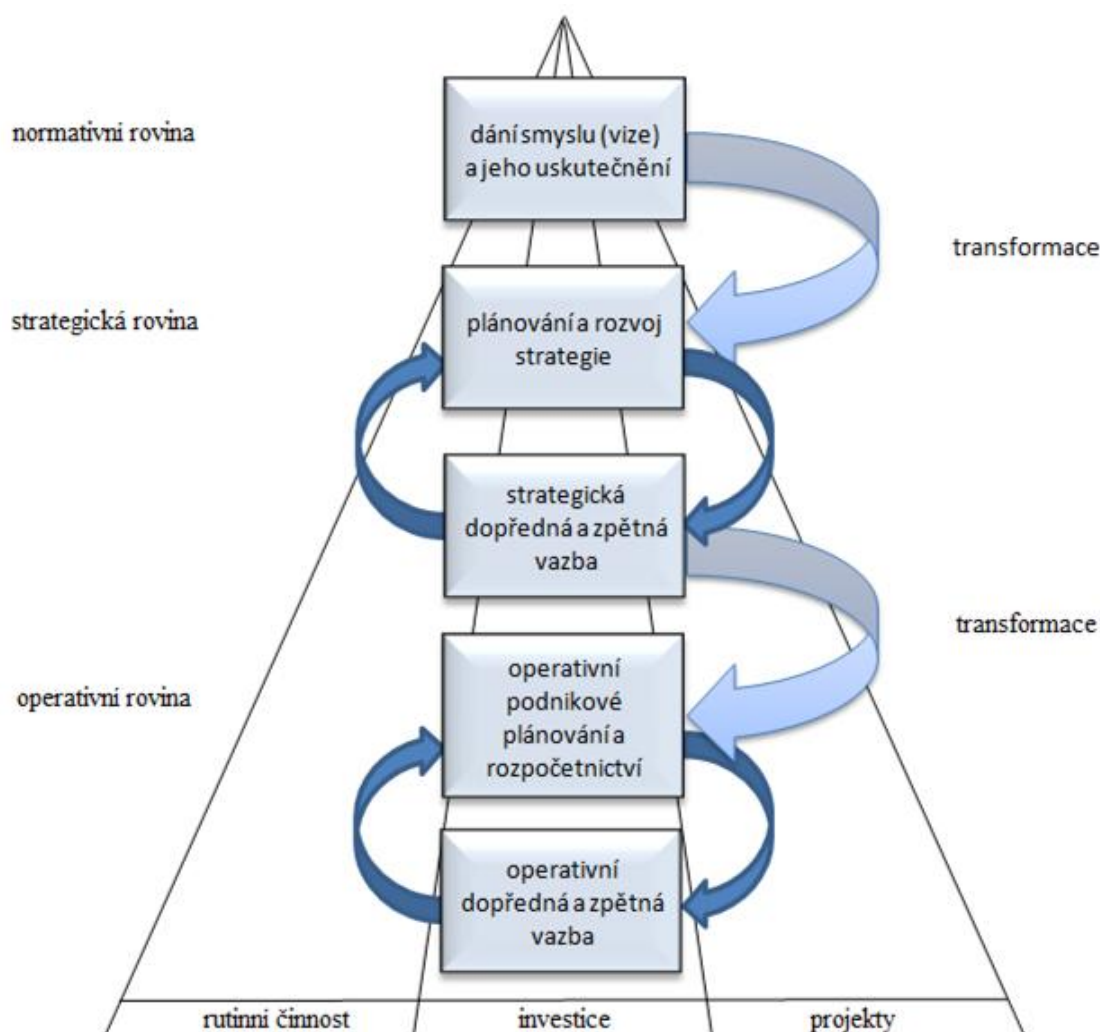 normativní rovina
dání smyslu (vize)
a jeho uskutečnění
transformace
strategická rovina
plánování a rozvoj
strategie
strategická
dopředná a zpětná
vazba
transformace
operativní rovina
operativní
podnikové
plánování a
rozpočetnictví
operativní
dopředná a zpětná
vazba
rutinni činnost
investice
projekty